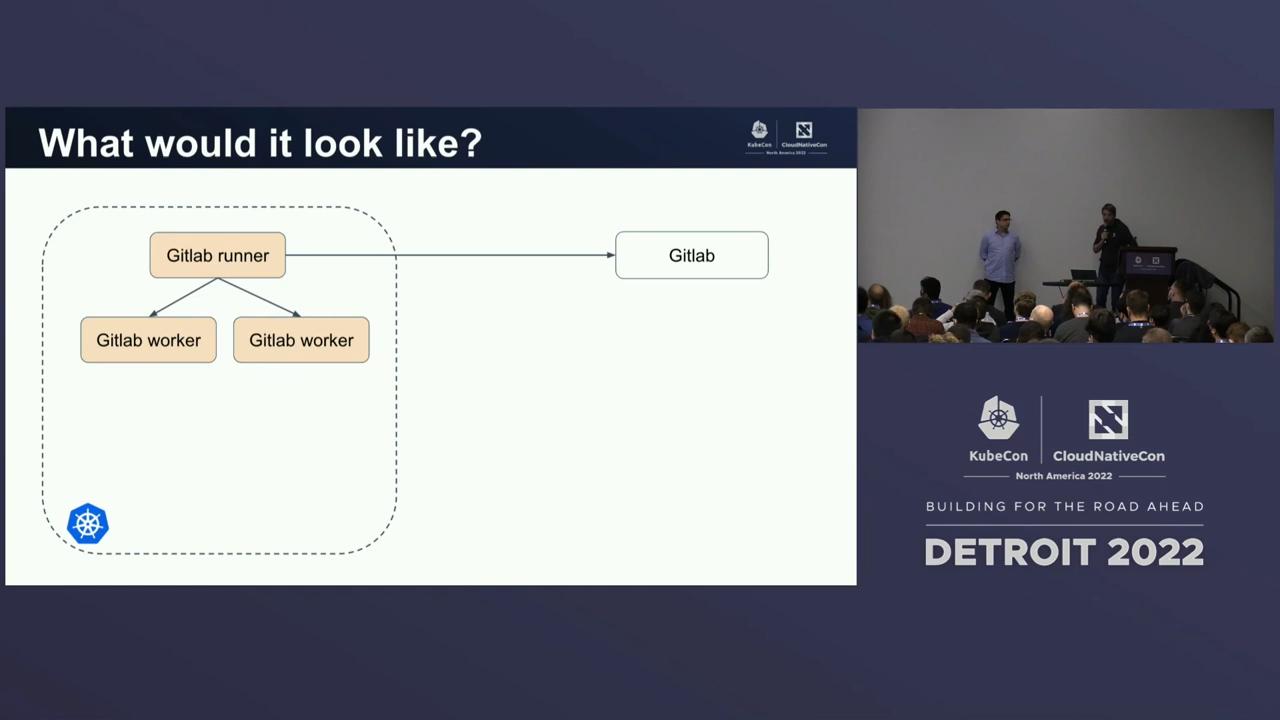 What would it look like?
KubeCon
CloudNativeCon
North America 2022
Gitlab runner
Gitlab
Gitlab worker
Gitlab worker
KubeCon
CloudNativeCon
North America 2022
BUILDING FOR THE ROAD AHEAD
DETROIT 2022